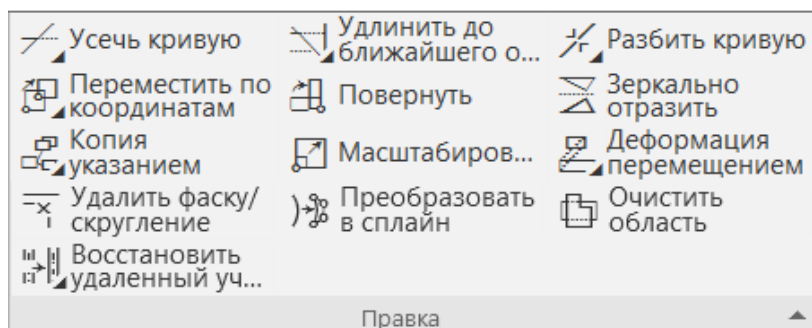 Усечь кривую
Удлинить до
ближайшего о...
Разбить кривую
Переместить по
координатам
Повернуть
Зеркально
отразить
Копия
указанием
Масштабиров...
Деформация
перемещением
Удалить фаску/
скругление
Преобразовать
в сплайн
Очистить
область
Восстановить
удаленный уч...
Правка